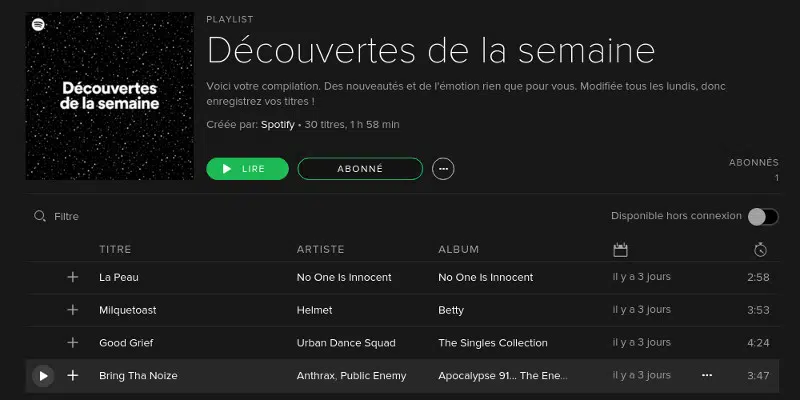 PLAYLIST
Découvertes de la semaine
Découvertes
de la semaine
Voici votre compilation. Des nouveautés et de l'émotion rien que pour vous. Modifiée tous les lundis, donc
enregistrez vos titres !
Créée par: Spotify • 30 titres, 1 h 58 min
LIRE
ABONNÉ
ABONNÉS
1
Filtre
Disponible hors connexion
TITRE ARTISTE ALBUM
La Peau No One Is Innocent No One Is Innocent il y a 3 jours 2:58
Milquetoast Helmet Betty il y a 3 jours 3:53
Good Grief Urban Dance Squad The Singles Collection il y a 3 jours 4:24
Bring Tha Noize Anthrax, Public Enemy Apocalypse 91... The Ene... il y a 3 jours 3:47